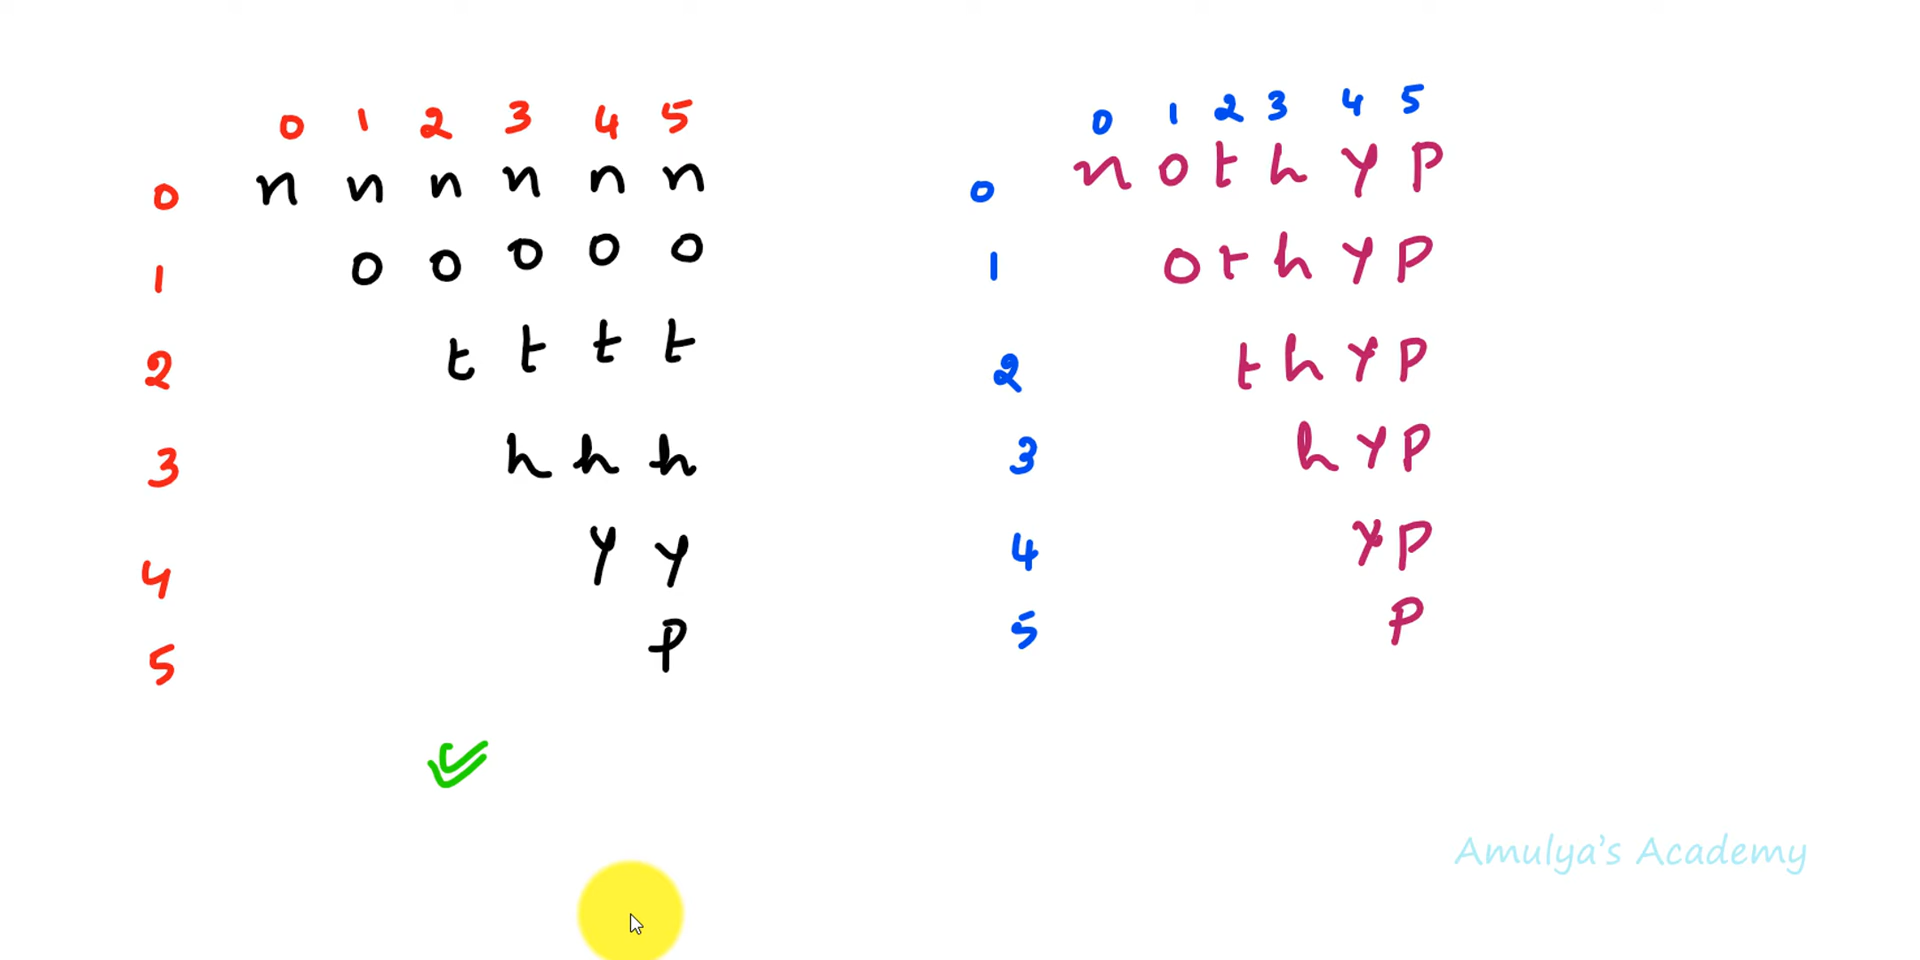 0 1 2 3 4 5
0 n n n n n n
1 o o o o o
2 t t t t
3 h h h
4 y y
5 p
0 1 2 3 4 5
0 n o t h y p
1 o t h y p
2 t h y p
3 h y p
4 y p
5 p
Amulya's Academy